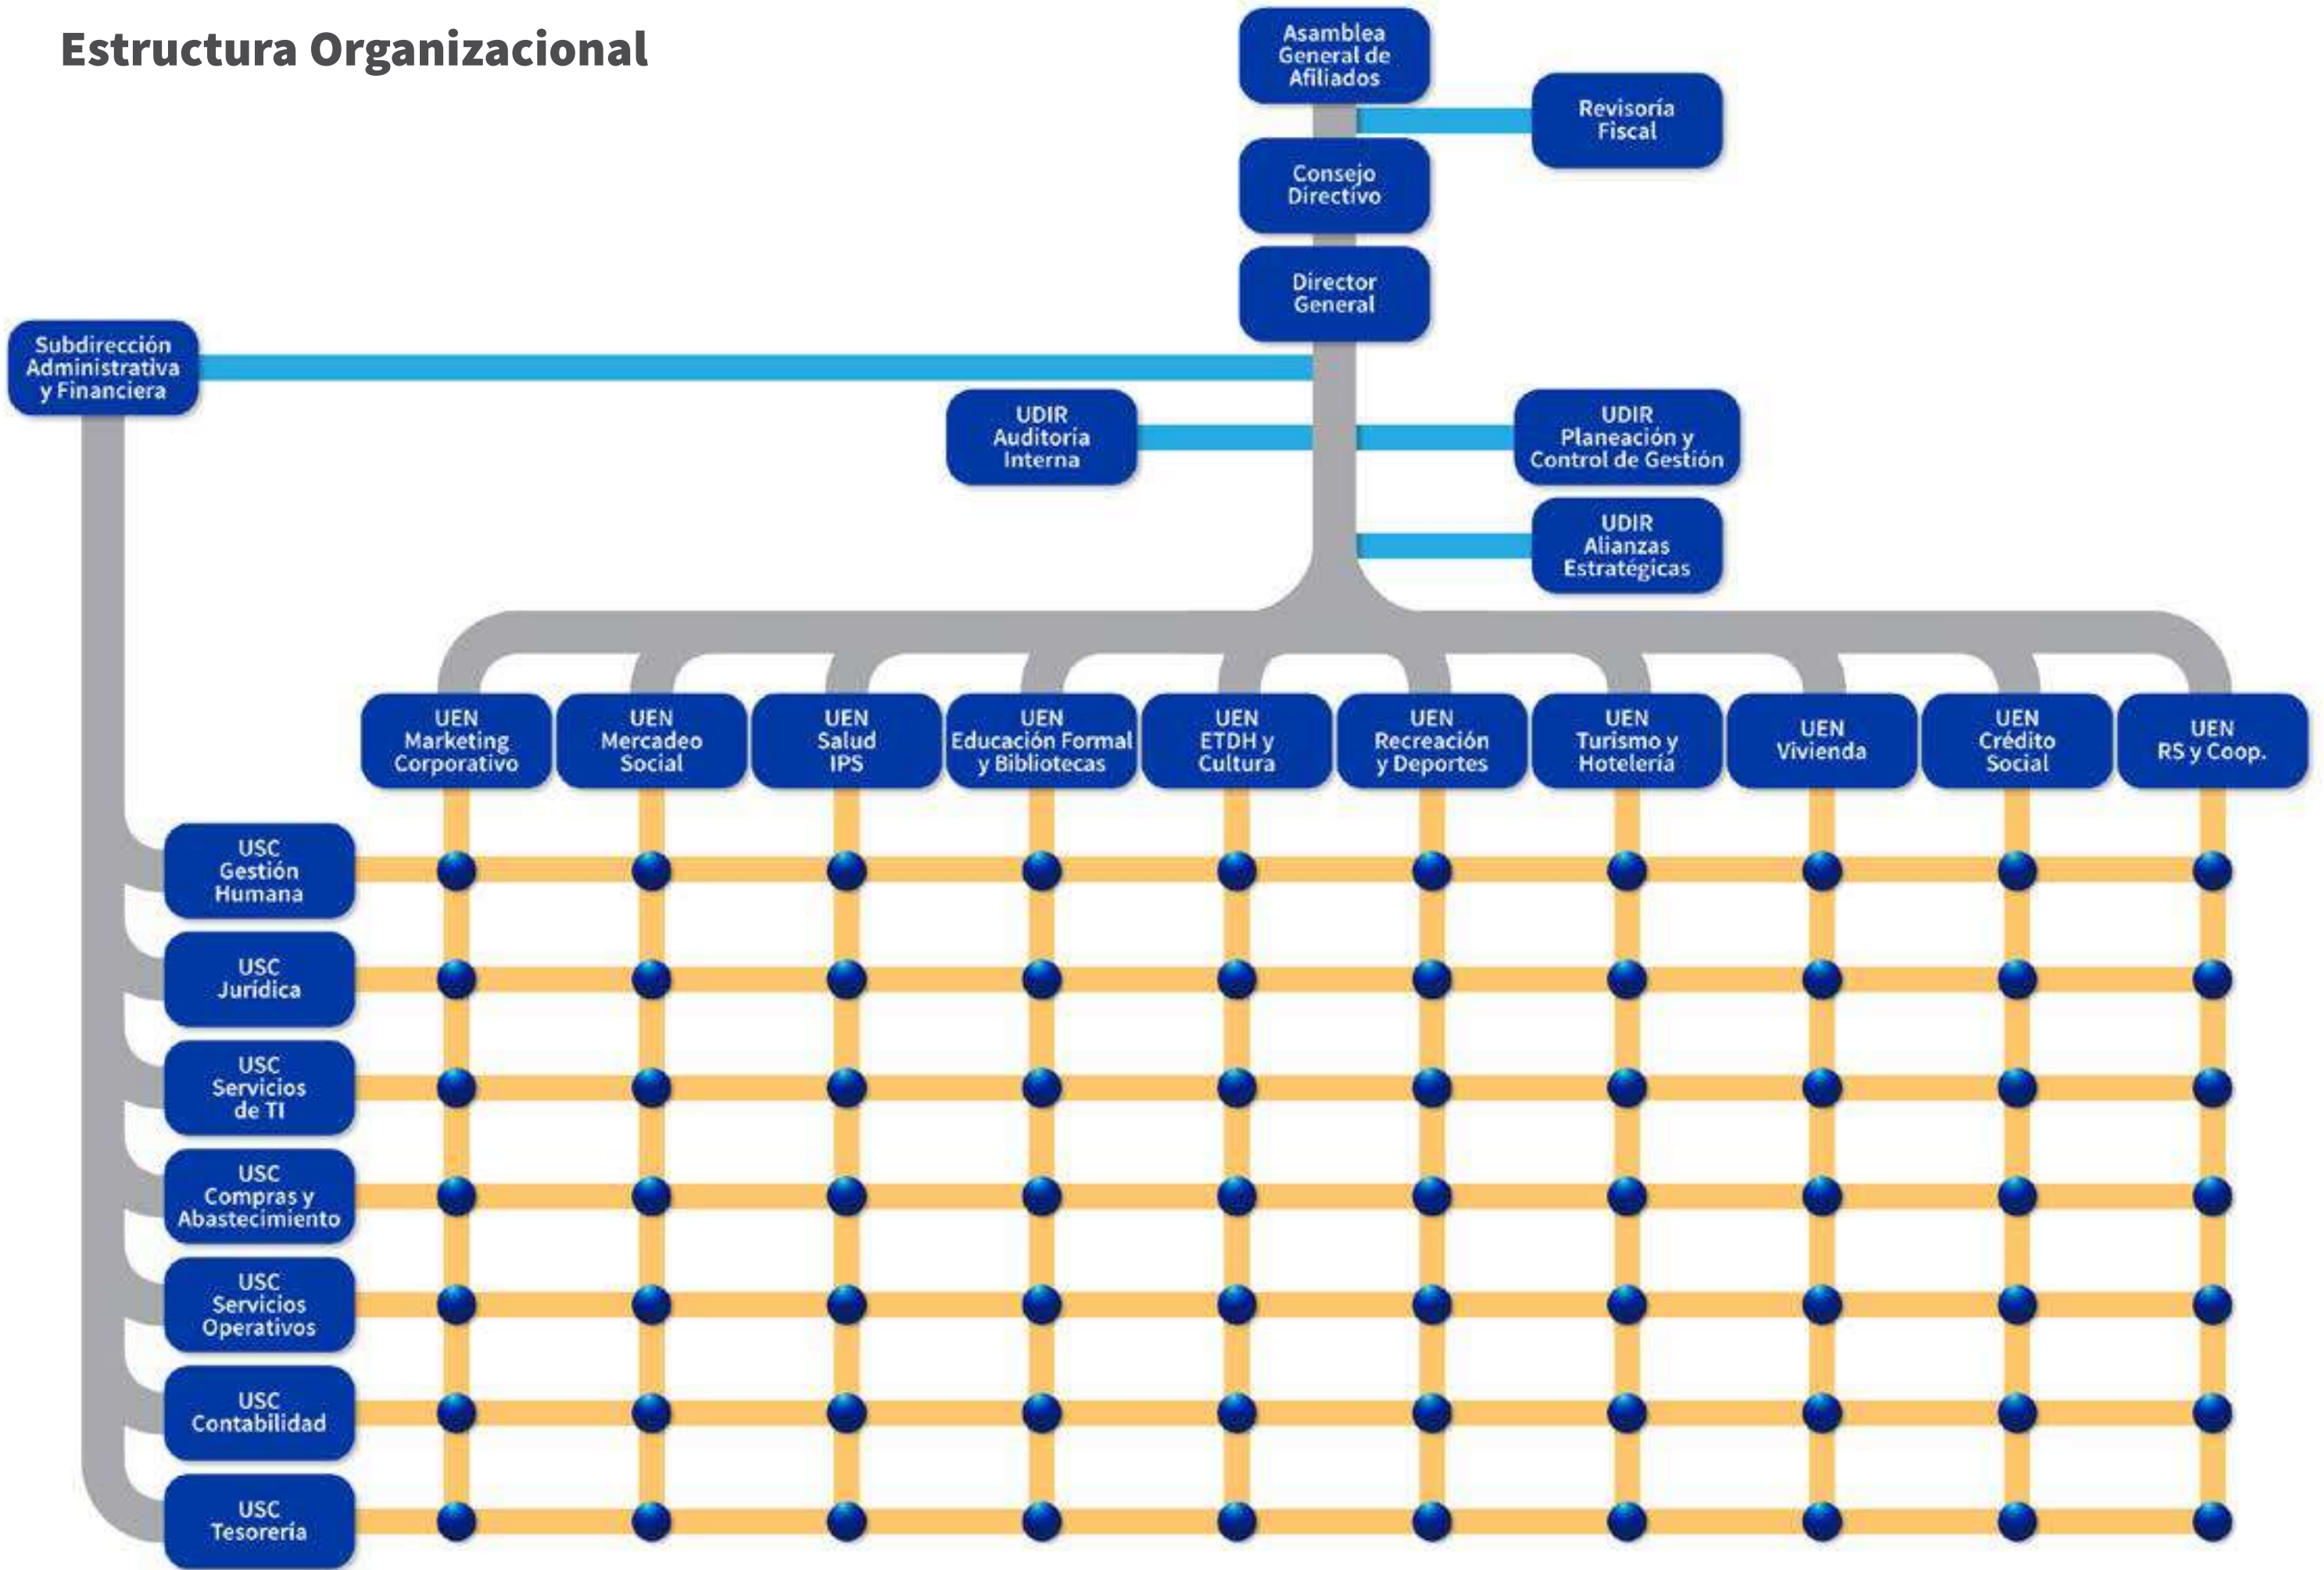 Estructura Organizacional
Asamblea
General de
Afiliados
Revisoría
Fiscal
Consejo
Directivo
Director
General
Subdirección
Administrativa
y Financiera
UDIR
Auditoría
Interna
UDIR
Planeación y
Control de Gestión
UDIR
Alianzas
Estratégicas
UEN
Marketing
Corporativo
UEN
Mercadeo
Social
UEN
Salud
IPS
UEN
Educación Formal
y Bibliotecas
UEN
ETDH y
Cultura
UEN
Recreación
y Deportes
UEN
Turismo y
Hotelería
UEN
Vivienda
UEN
Crédito
Social
UEN
RS y Coop.
USC
Gestión
Humana
USC
Jurídica
USC
Servicios
de TI
USC
Compras y
Abastecimiento
USC
Servicios
Operativos
USC
Contabilidad
USC
Tesorería